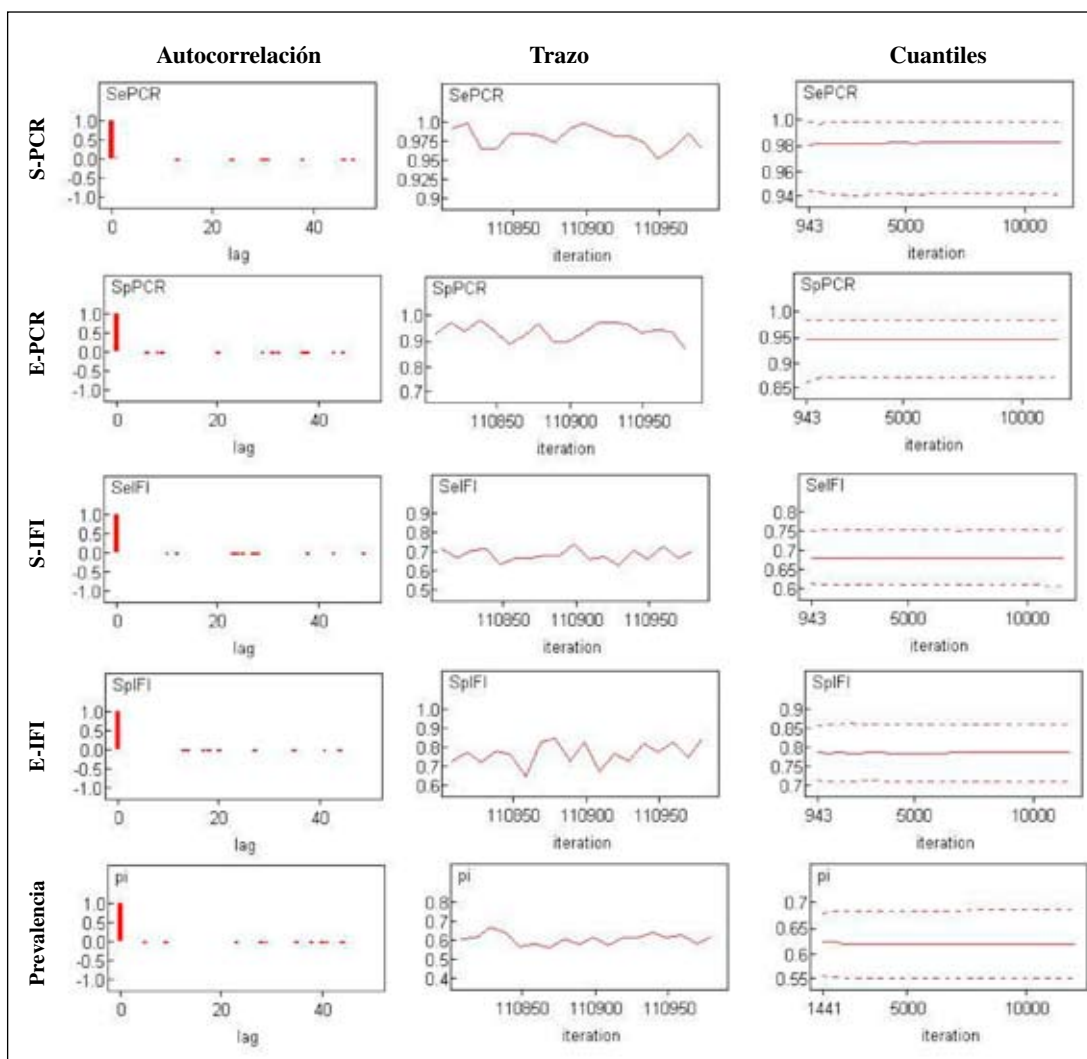 Autocorrelación Trazo Cuantiles
S-PCR
SePCR
1.0
0.5
0.0
-0.5
-1.0
0 20 40
lag
SePCR
1.0
0.975
0.95
0.925
0.9
110850 110900 110950
iteration
SePCR
1.0
0.98
0.96
0.94
943 5000 10000
iteration
E-PCR
SpPCR
1.0
0.5
0.0
-0.5
-1.0
0 20 40
lag
SpPCR
1.0
0.9
0.8
0.7
110850 110900 110950
iteration
SpPCR
1.0
0.95
0.9
0.85
943 5000 10000
iteration
S-IFI
SeIFI
1.0
0.5
0.0
-0.5
-1.0
0 20 40
lag
SeIFI
0.9
0.8
0.7
0.6
0.5
110850 110900 110950
iteration
SeIFI
0.8
0.75
0.7
0.65
0.6
943 5000 10000
iteration
E-IFI
SpIFI
1.0
0.5
0.0
-0.5
-1.0
0 20 40
lag
SpIFI
1.0
0.9
0.8
0.7
0.6
110850 110900 110950
iteration
SpIFI
0.9
0.85
0.8
0.75
0.7
943 5000 10000
iteration
Prevalencia
pi
1.0
0.5
0.0
-0.5
-1.0
0 20 40
lag
pi
0.8
0.7
0.6
0.5
0.4
110850 110900 110950
iteration
pi
0.7
0.65
0.6
0.55
1441 5000 10000
iteration